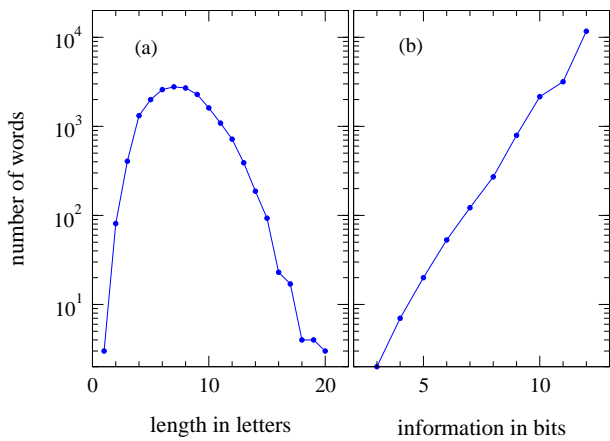 10^4
(a)
(b)
10^3
number of words
10^2
10^1
0
10
20
5
10
length in letters
information in bits